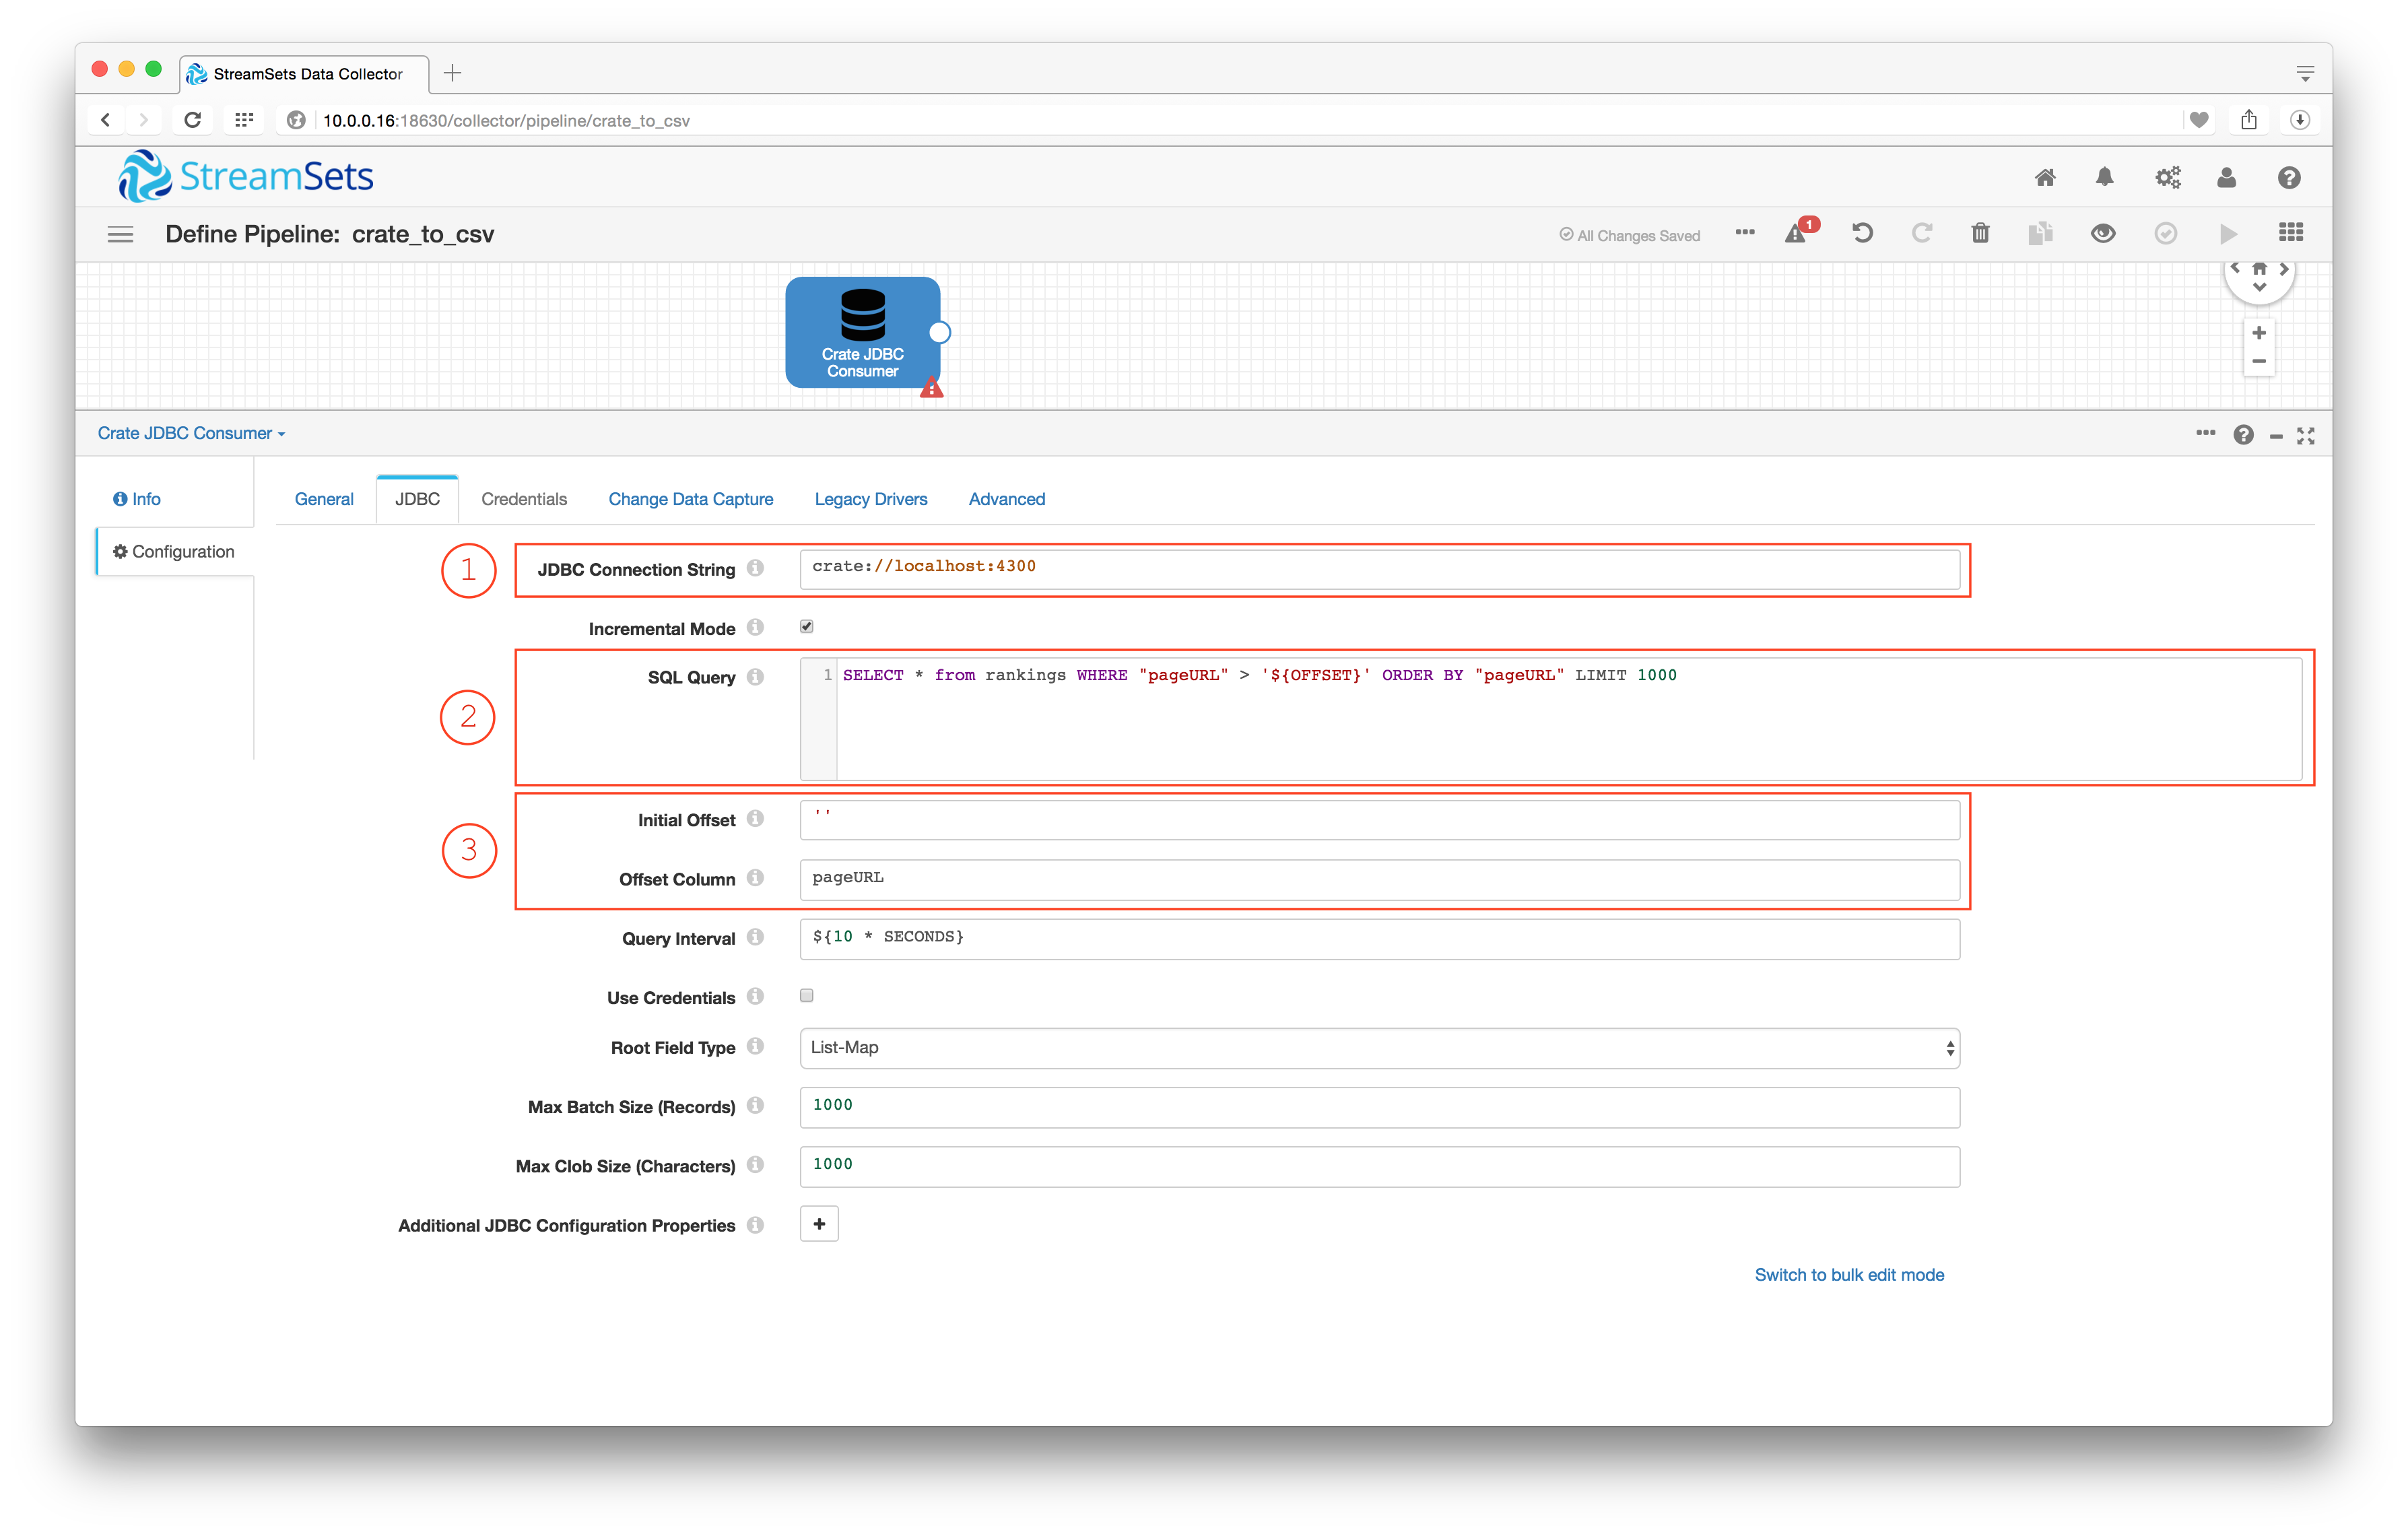 StreamSets Data Collector
10.0.0.16:18630/collector/pipeline/crate_to_csv
StreamSets
Define Pipeline: crate_to_csv
All Changes Saved
1
Crate JDBC
Consumer
Crate JDBC Consumer
Info
Configuration
General JDBC Credentials Change Data Capture Legacy Drivers Advanced
1
JDBC Connection String crate://localhost:4300
Incremental Mode
2
SQL Query 1 SELECT * from rankings WHERE "pageURL" > '${OFFSET}' ORDER BY "pageURL" LIMIT 1000
3
Initial Offset ''
Offset Column pageURL
Query Interval ${10 * SECONDS}
Use Credentials
Root Field Type List-Map
Max Batch Size (Records) 1000
Max Clob Size (Characters) 1000
Additional JDBC Configuration Properties +
Switch to bulk edit mode